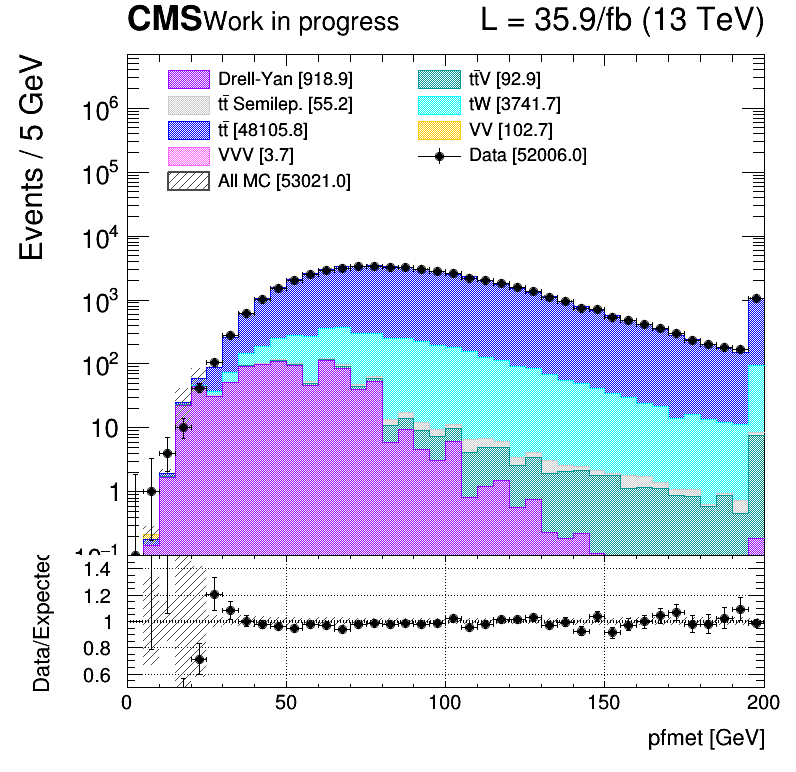 CMS Work in progress L = 35.9/fb (13 TeV)
Events / 5 GeV
Drell-Yan [918.9]
tt̄ Semilep. [55.2]
tt̄ [48105.8]
VVV [3.7]
All MC [53021.0]
tt̄V [92.9]
tW [3741.7]
VV [102.7]
Data [52006.0]
10⁶
10⁵
10⁴
10³
10²
10
1
10⁻¹
Data/Expected
1.4
1.2
1
0.8
0.6
0 50 100 150 200
pfmet [GeV]